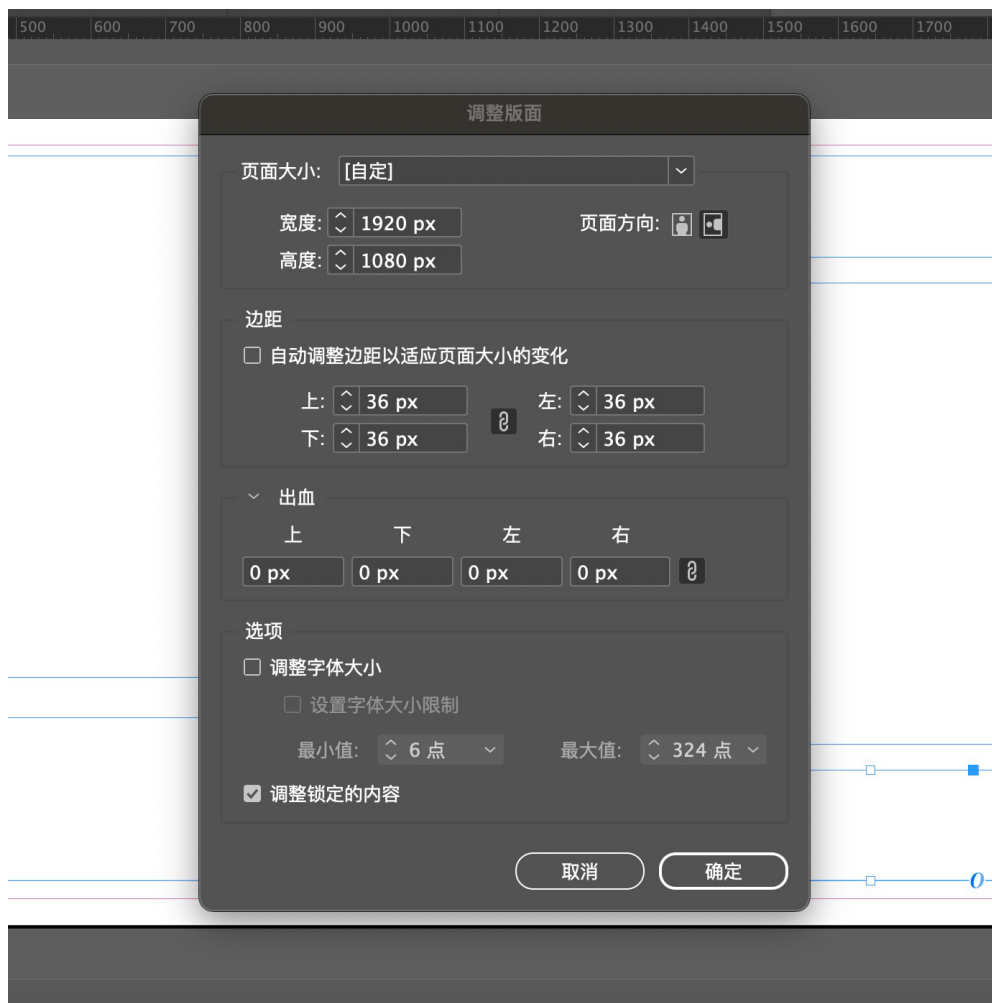 500 600 700 800 900 1000 1100 1200 1300 1400 1500 1600 1700
调整版面
页面大小: [自定]
宽度: 1920 px 页面方向:
高度: 1080 px
边距
自动调整边距以适应页面大小的变化
上: 36 px 左: 36 px
下: 36 px 右: 36 px
出血
上 下 左 右
0 px 0 px 0 px 0 px
选项
调整字体大小
设置字体大小限制
最小值: 6 点 最大值: 324 点
调整锁定的内容
取消 确定